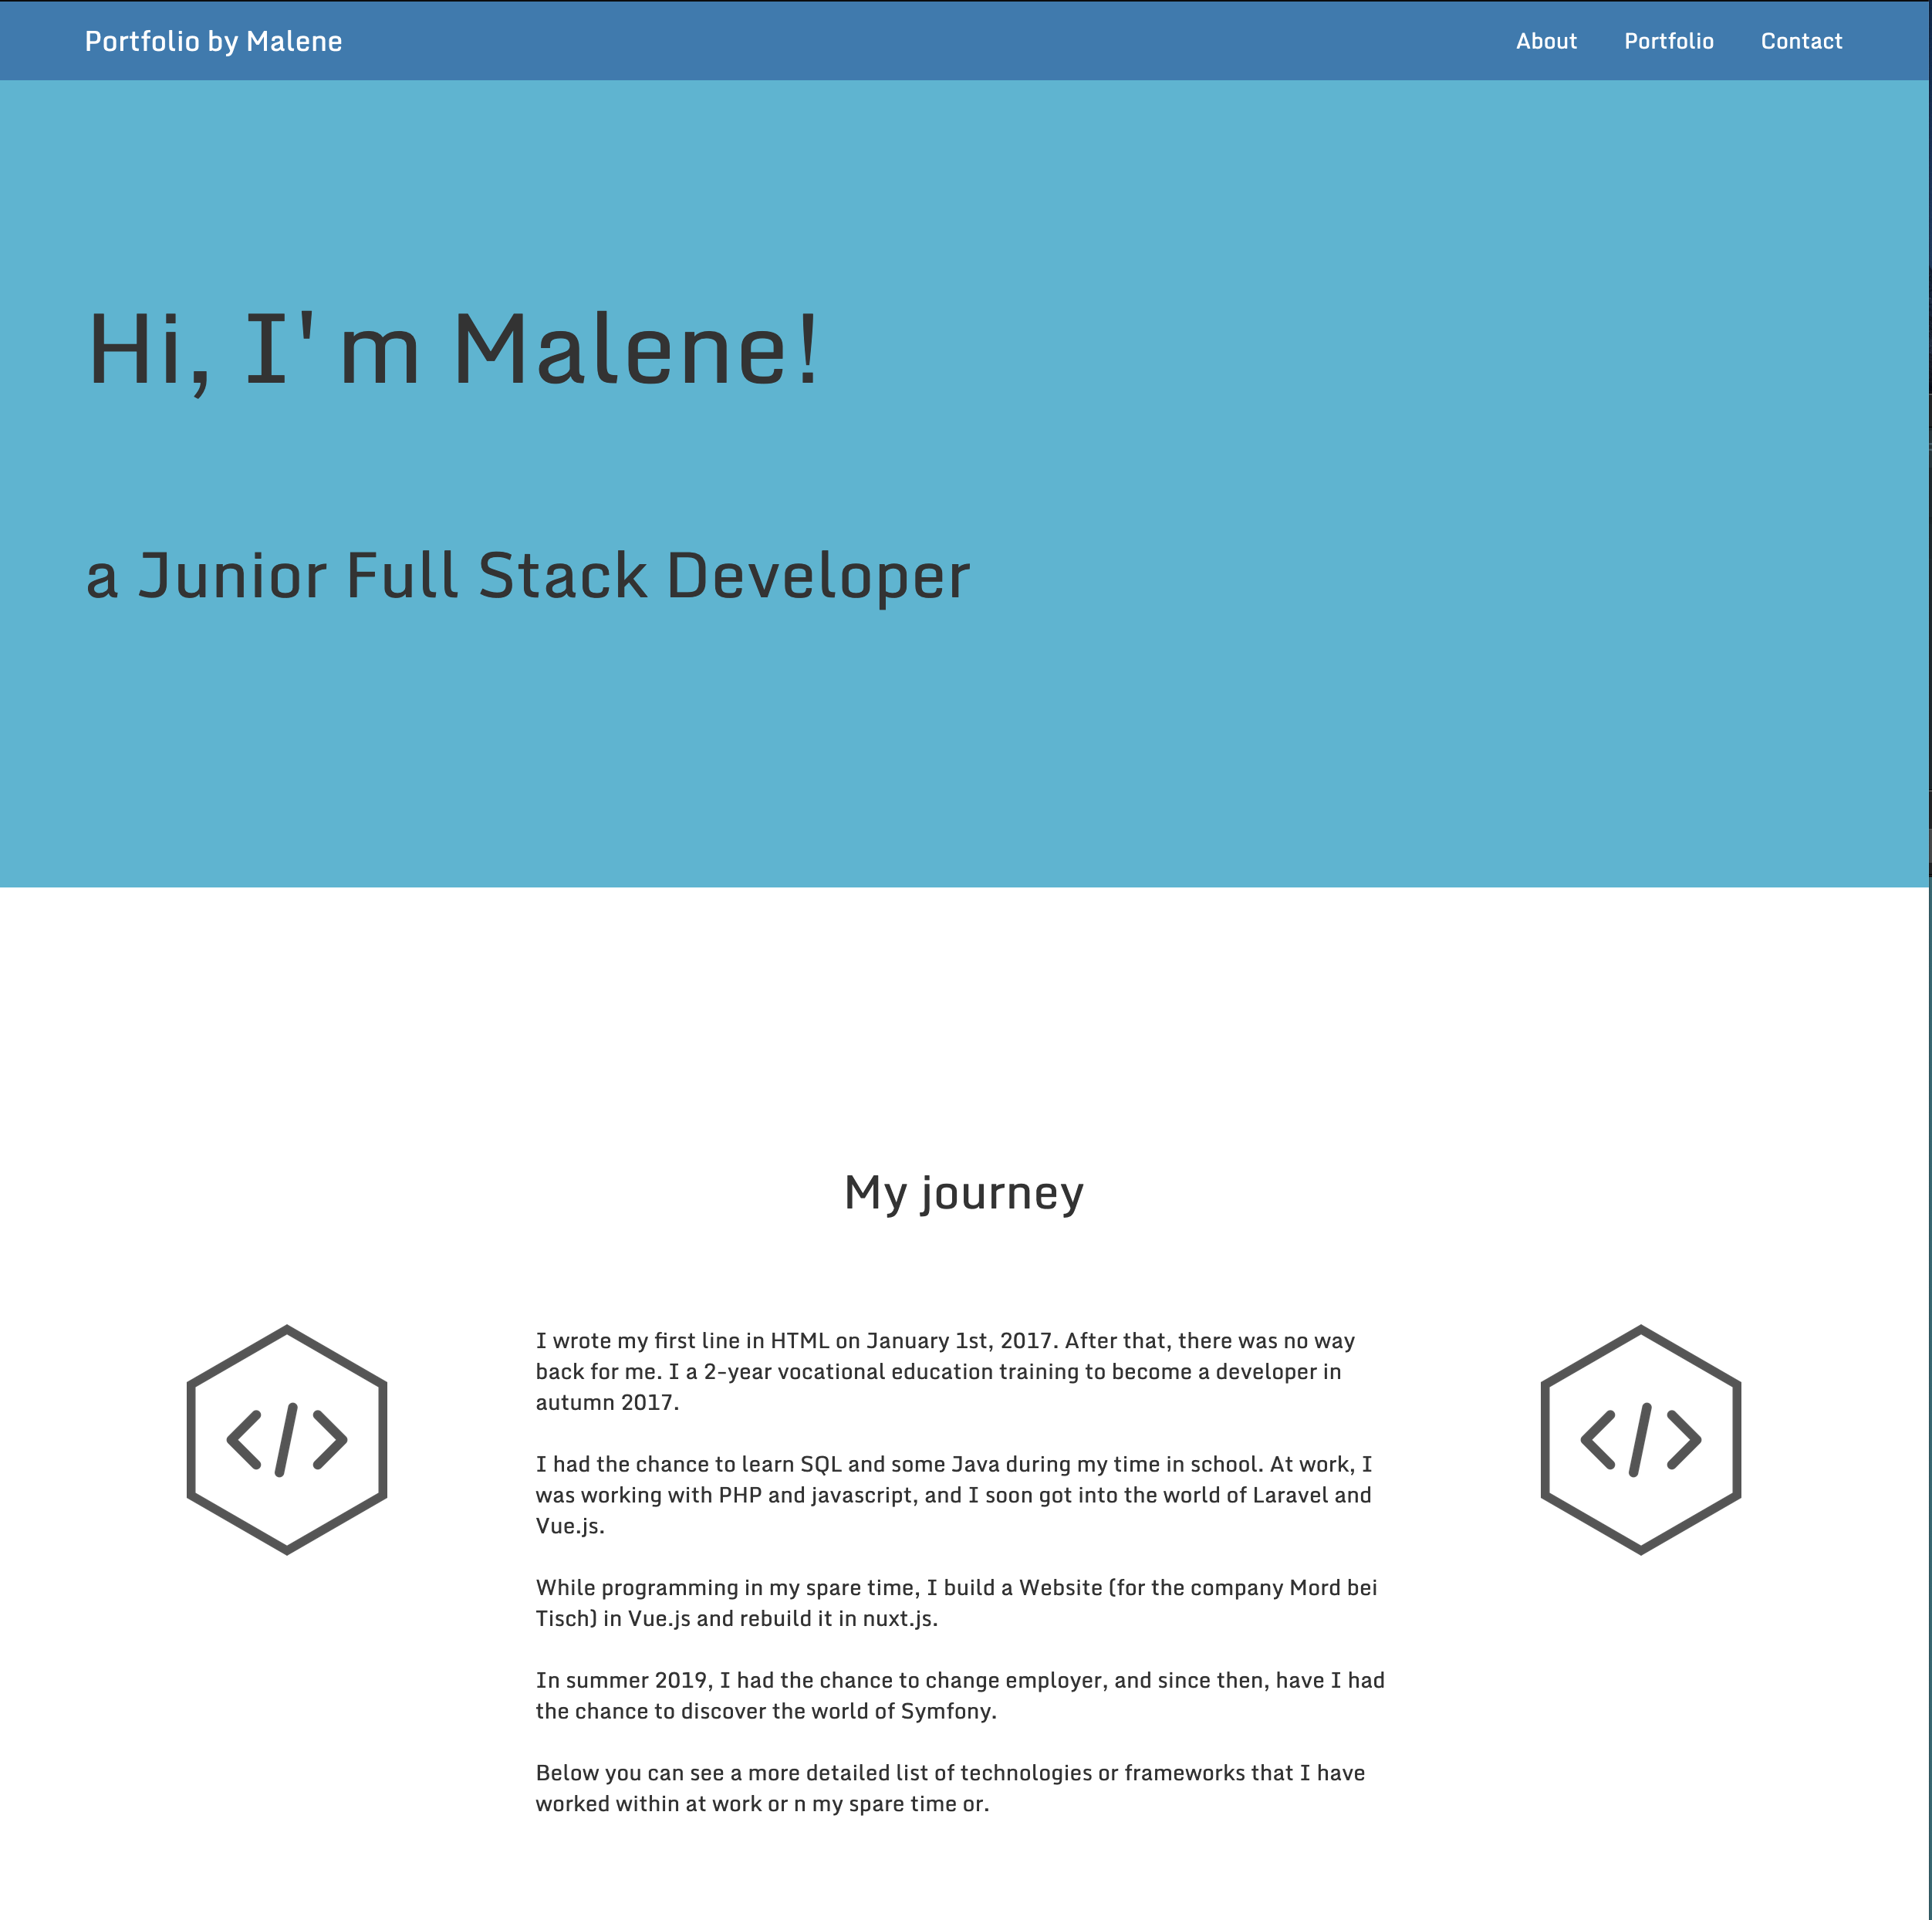 Portfolio by Malene
About Portfolio Contact
Hi, I'm Malene!
a Junior Full Stack Developer
My journey
I wrote my first line in HTML on January 1st, 2017. After that, there was no way
back for me. I a 2-year vocational education training to become a developer in
autumn 2017.
I had the chance to learn SQL and some Java during my time in school. At work, I
was working with PHP and javascript, and I soon got into the world of Laravel and
Vue.js.
While programming in my spare time, I build a Website (for the company Mord bei
Tisch) in Vue.js and rebuild it in nuxt.js.
In summer 2019, I had the chance to change employer, and since then, have I had
the chance to discover the world of Symfony.
Below you can see a more detailed list of technologies or frameworks that I have
worked within at work or n my spare time or.